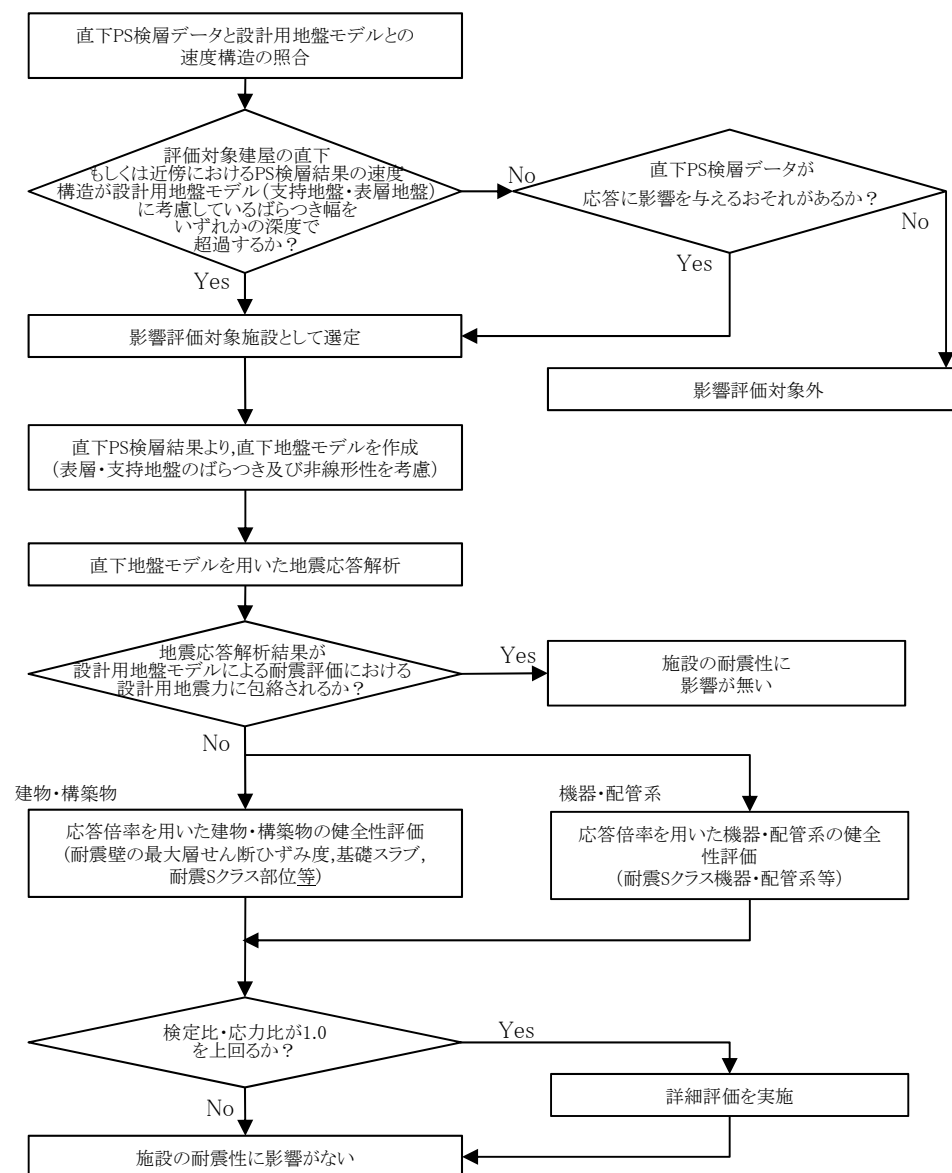 直下PS検層データと設計用地盤モデルとの
速度構造の照合
評価対象建屋の直下
もしくは近傍におけるPS検層結果の速度
構造が設計用地盤モデル(支持地盤・表層地盤)
に考慮しているばらつき幅を
いずれかの深度で
超過するか?
No
直下PS検層データが
応答に影響を与えるおそれがあるか?
No
Yes
Yes
影響評価対象施設として選定
影響評価対象外
直下PS検層結果より,直下地盤モデルを作成
(表層・支持地盤のばらつき及び非線形性を考慮)
直下地盤モデルを用いた地震応答解析
地震応答解析結果が
設計用地盤モデルによる耐震評価における
設計用地震力に包絡されるか?
Yes
施設の耐震性に
影響が無い
No
建物・構築物
機器・配管系
応答倍率を用いた建物・構築物の健全性評価
(耐震壁の最大層せん断ひずみ度,基礎スラブ,
耐震Sクラス部位等)
応答倍率を用いた機器・配管系の健全
性評価
(耐震Sクラス機器・配管系等)
検定比・応力比が1.0
を上回るか?
Yes
詳細評価を実施
No
施設の耐震性に影響がない